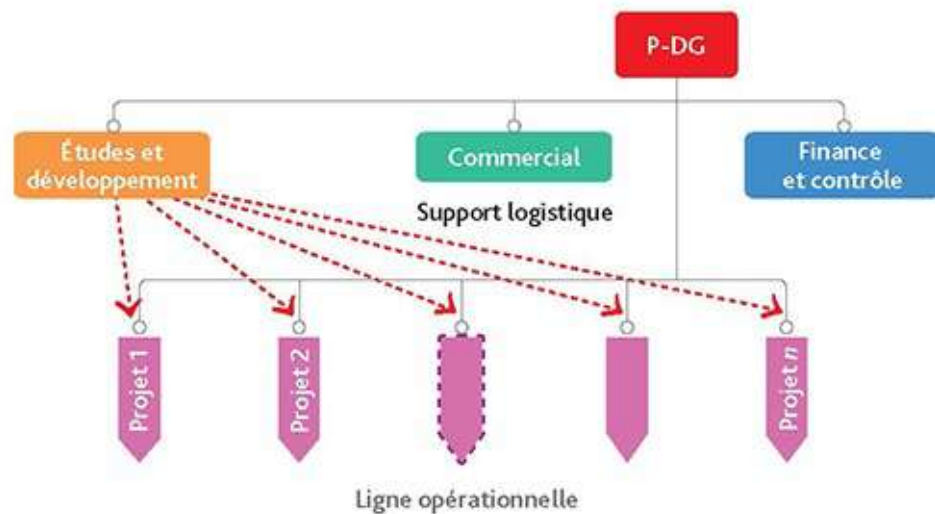 P-DG
Études et
développement
Commercial
Finance
et contrôle
Support logistique
Projet 1
Projet 2
Projet n
Ligne opérationnelle